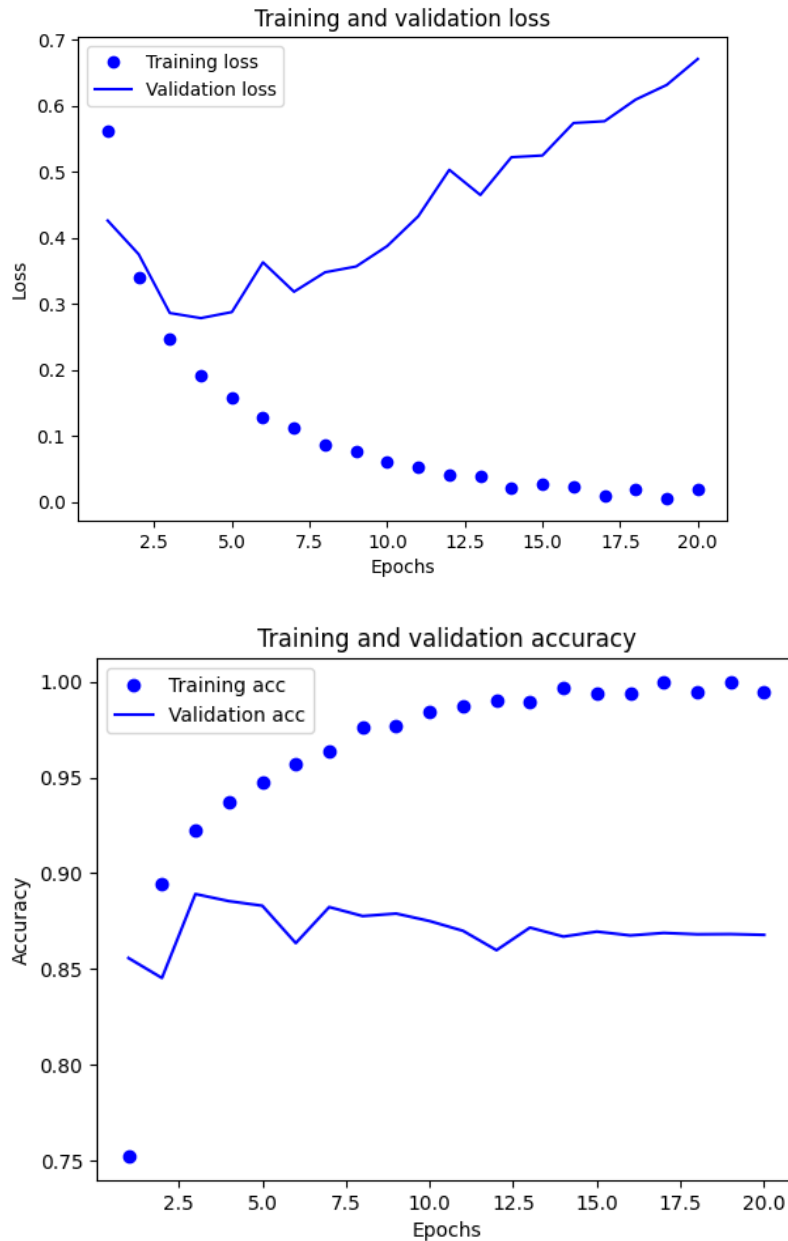 Training and validation loss
0.7
Training loss
Validation loss
0.6
0.5
0.4
Loss
0.3
0.2
0.1
0.0
2.5 5.0 7.5 10.0 12.5 15.0 17.5 20.0
Epochs
Training and validation accuracy
1.00
Training acc
Validation acc
0.95
0.90
Accuracy
0.85
0.80
0.75
2.5 5.0 7.5 10.0 12.5 15.0 17.5 20.0
Epochs